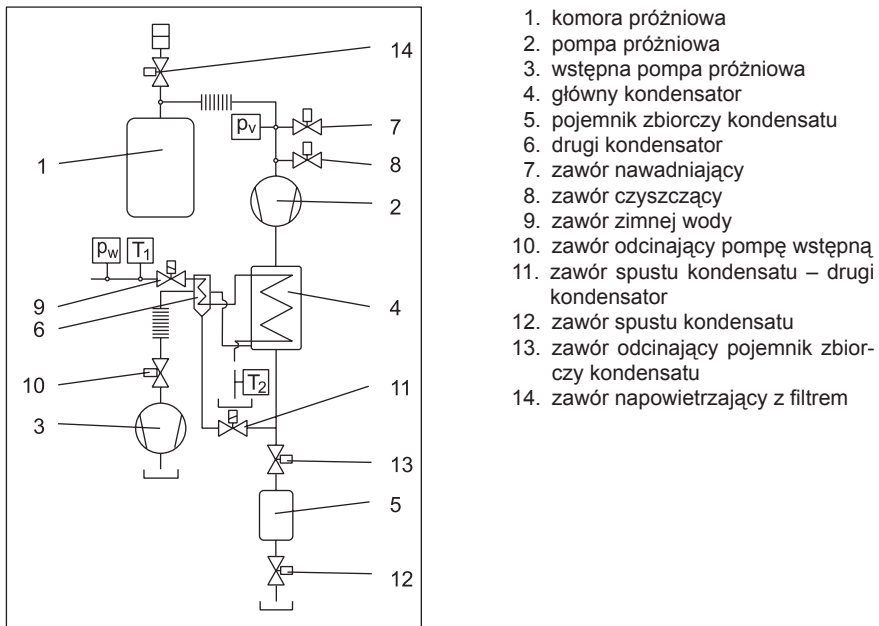 14
7
8
1
2
p_v
p_w
T_1
9
6
4
10
3
T_2
11
13
5
12
1. komora próżniowa
2. pompa próżniowa
3. wstępna pompa próżniowa
4. główny kondensator
5. pojemnik zbiorczy kondensatu
6. drugi kondensator
7. zawór nawadniający
8. zawór czyszczący
9. zawór zimnej wody
10. zawór odcinający pompę wstępną
11. zawór spustu kondensatu – drugi
kondensator
12. zawór spustu kondensatu
13. zawór odcinający pojemnik zbior-
czy kondensatu
14. zawór napowietrzający z filtrem